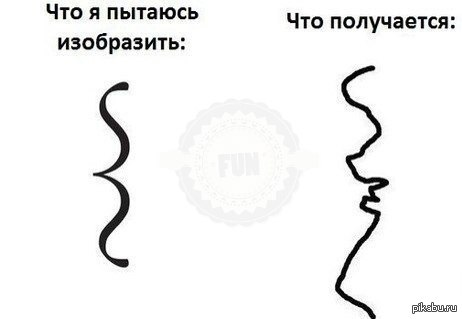 Что я пытаюсь
изобразить:
Что получается:
{
FUN
pikabu.ru